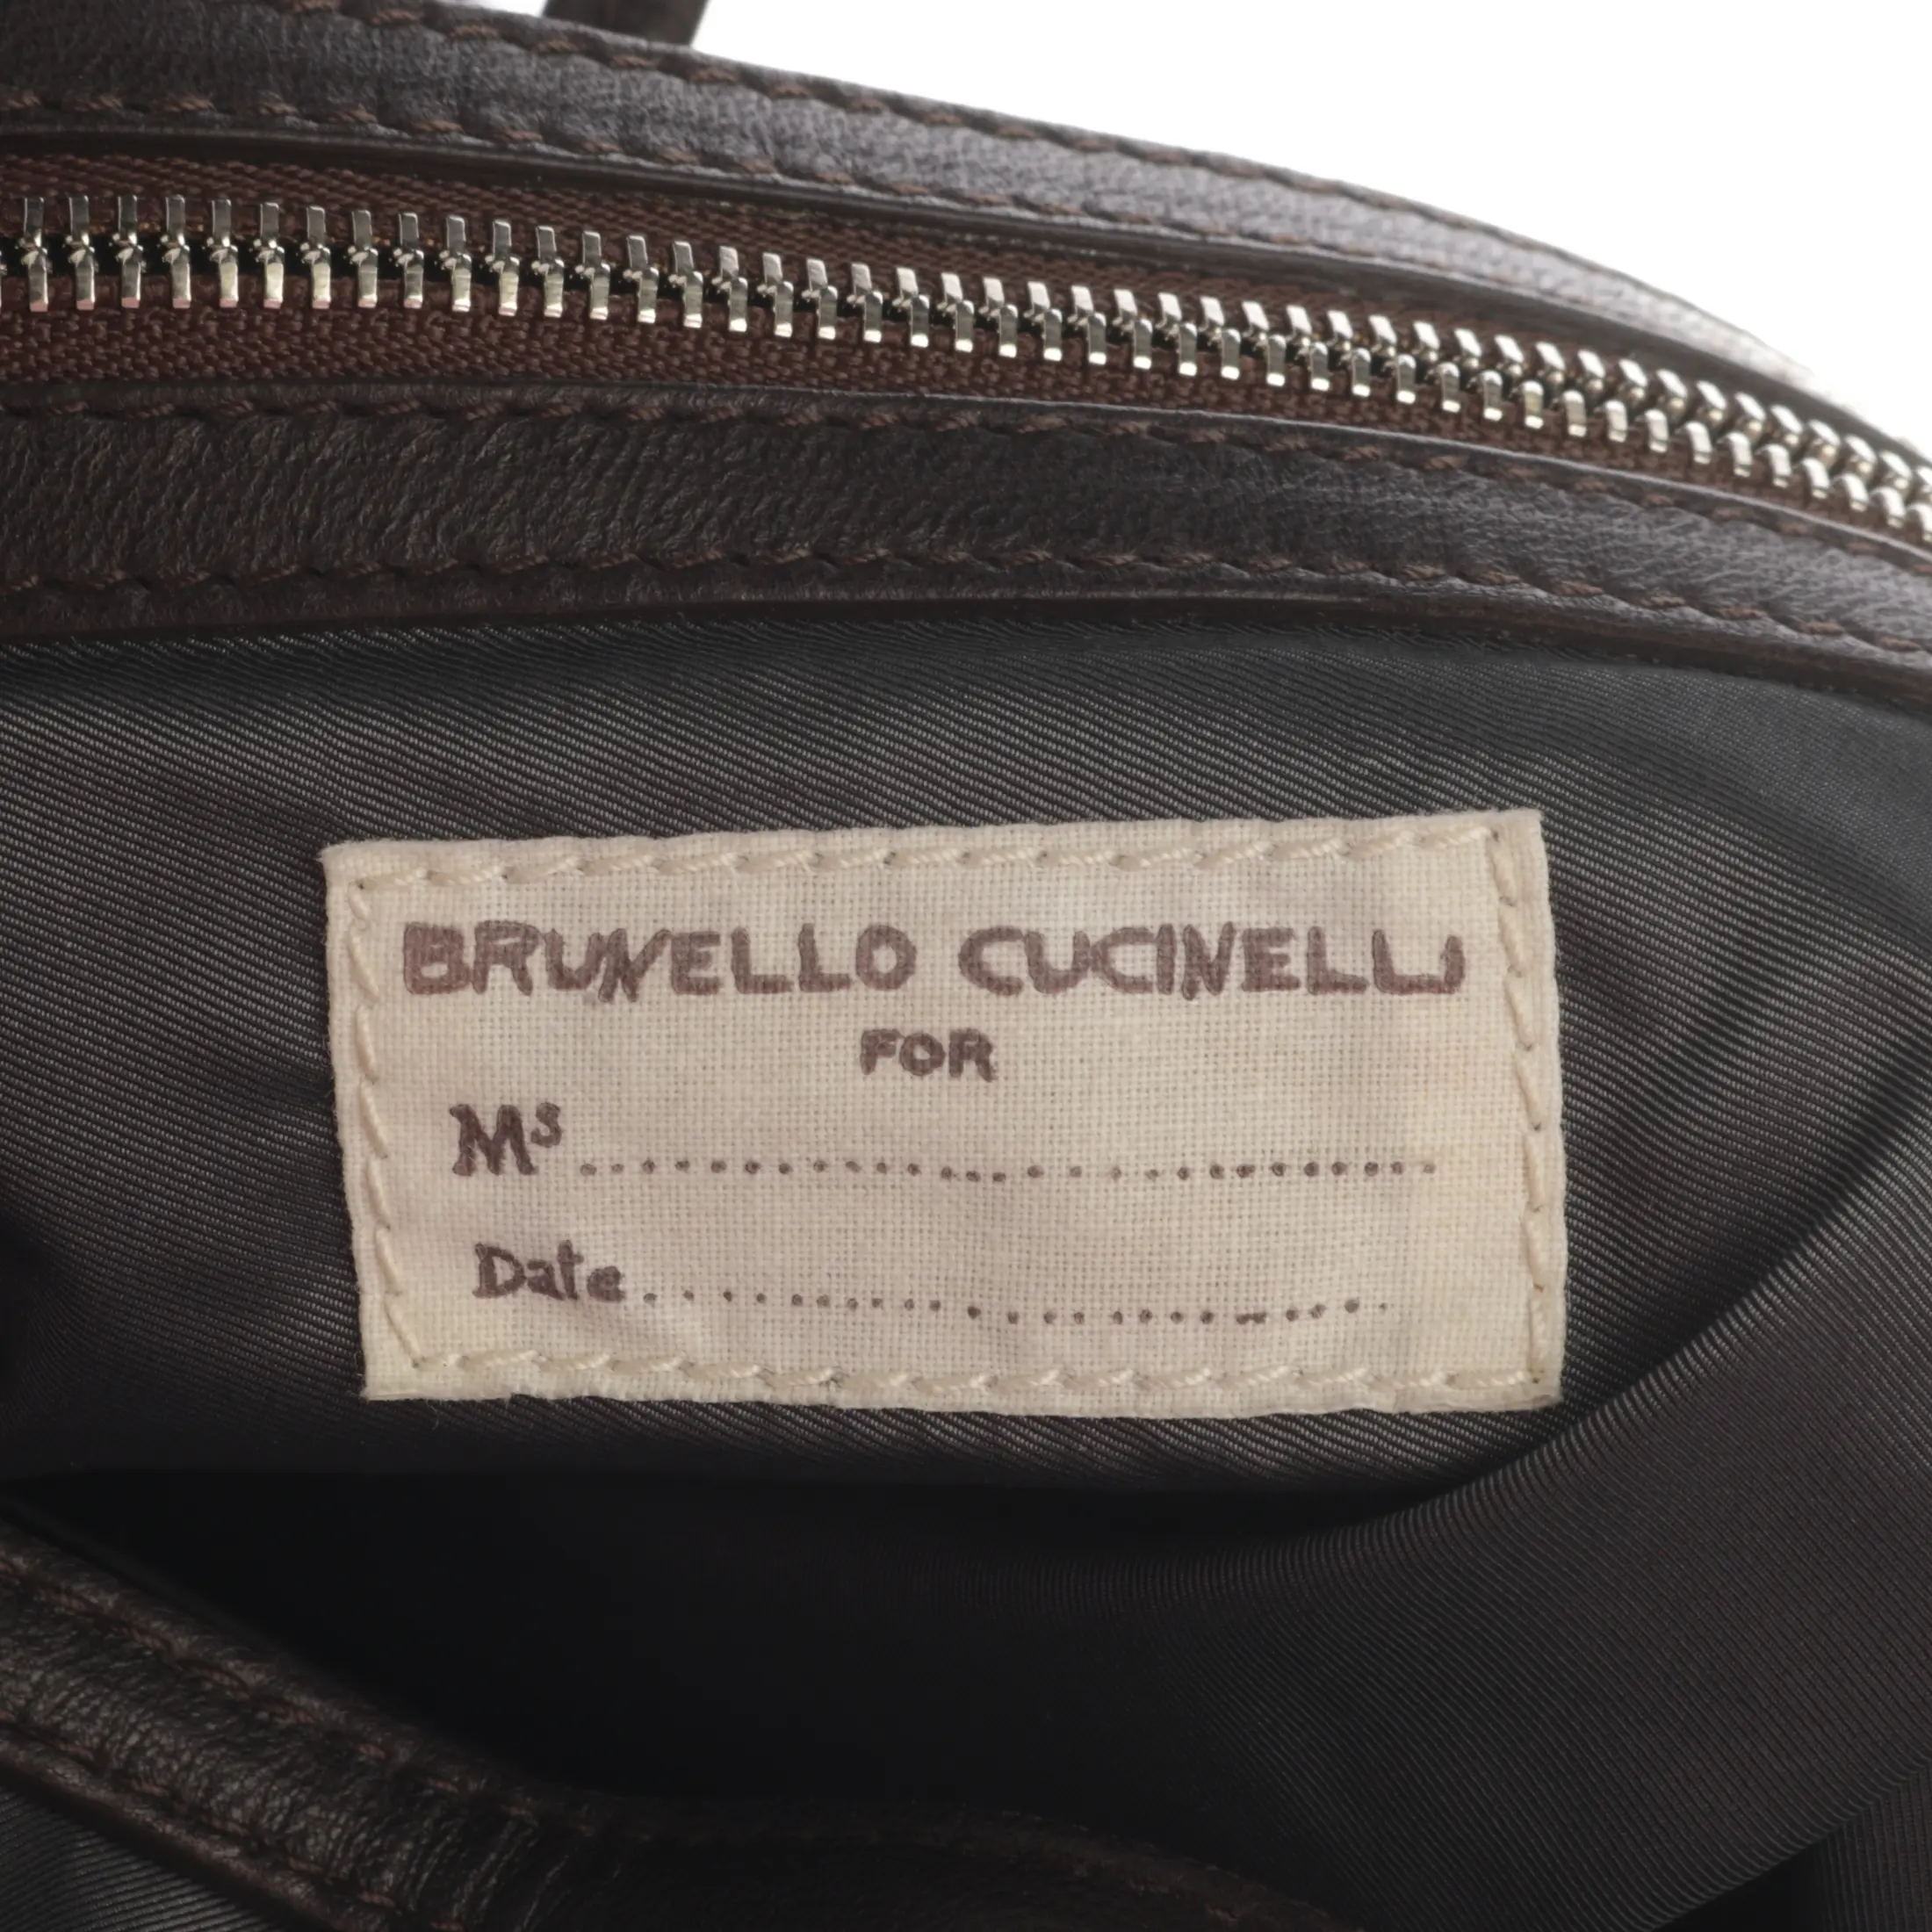 BRUNELLO CUCINELLI
FOR
Ms..........................
Date......................